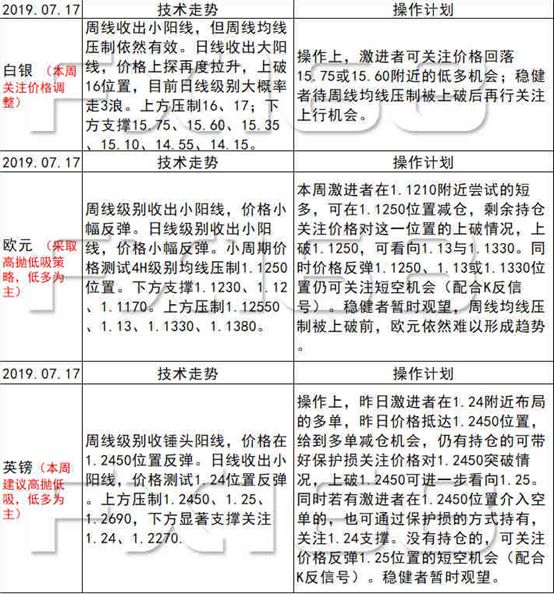 2019.07.17 技术走势 操作计划
白银（本周
关注价格调
整）
周线收出小阳线，但周线均线
压制依然有效。日线收出大阳
线，价格上探再度拉升，上破
16位置，目前日线级别大概率
走3浪。上方压制16、17；下
方支撑15.75、15.60、15.35
、15.10、14.55、14.15。
操作上，激进者可关注价格回落
15.75或15.60附近的低多机会；稳健
者待周线均线压制被上破后再行关注
上行机会。
2019.07.17 技术走势 操作计划
欧元（采取
高抛低吸策
略，低多为
主）
周线级别收出小阳线，价格小
幅反弹。日线级别收出小阳
线，价格小幅反弹。小周期价
格测试4H级别均线压制1.1250
位置。下方支撑1.1230、1.12
、1.1170。上方压制1.12550
、1.13、1.1330、1.1380。
本周激进者在1.1210附近尝试的短
多，可在1.1250位置减仓，剩余持仓
关注价格对这一位置的上破情况，上
破1.1250，可看向1.13与1.1330。同
时价格反弹1.1250、1.13或1.1330位
置仍可关注短空机会（配合K反信
号）。稳健者暂时观望，周线均线压
制被上破前，欧元依然难以形成趋势
。
2019.07.17 技术走势 操作计划
英镑（本周
建议高抛低
吸，低多为
主）
周线级别收锤头阳线，价格在
1.2450位置反弹。日线收出小
阳线，价格测试1.24位置反弹
。上方压制1.2450、1.25、
1.2690，下方显著支撑关注
1.24、1.2270.
操作上，昨日激进者在1.24附近布局
的多单，昨日价格抵达1.2450位置，
给到多单减仓机会，仍有持仓的可带
好保护损关注价格对1.2450突破情
况，上破1.2450可进一步看向1.25。
同时若有激进者在1.2450位置介入空
单的，也可通过保护损的方式持有，
关注1.24支撑。没有持仓的，可关注
价格反弹1.25位置的短空机会（配合
K反信号）。稳健者暂时观望。